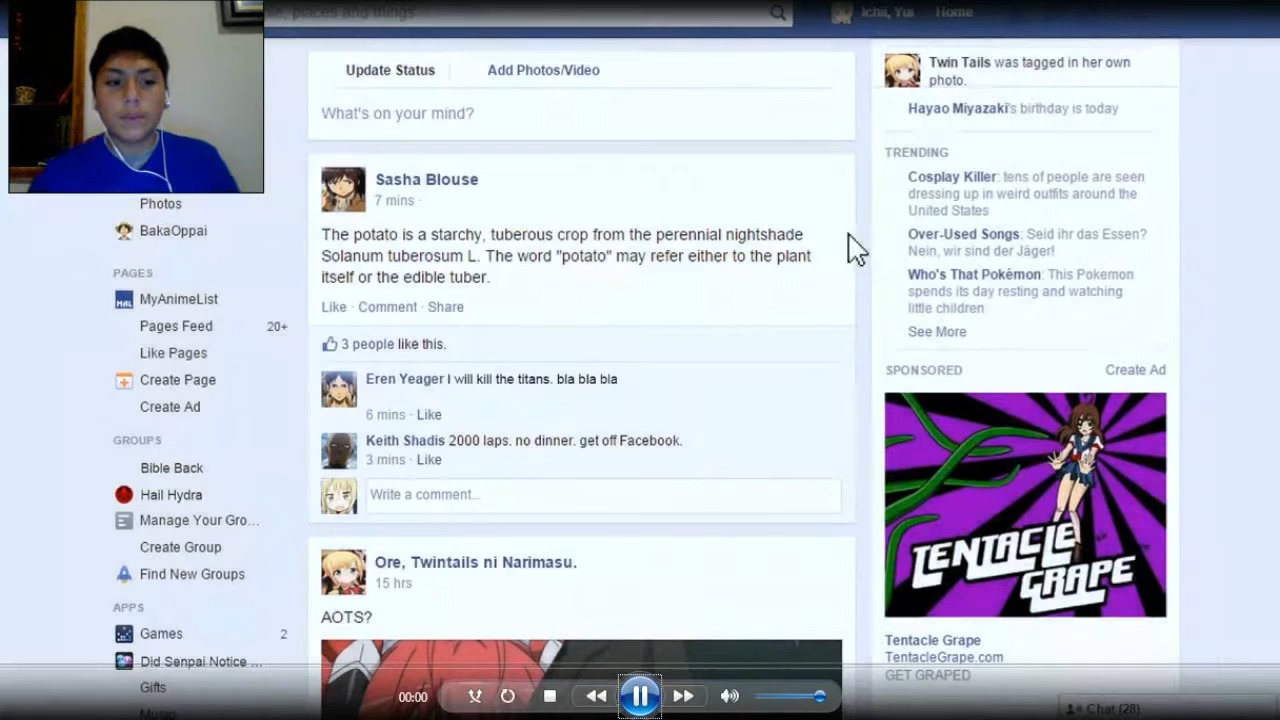 ple, places and things
Ichii, Yui
Home
Photos
BakaOppai
PAGES
MyAnimeList
Pages Feed 20+
Like Pages
Create Page
Create Ad
GROUPS
Bible Back
Hail Hydra
Manage Your Gro...
Create Group
Find New Groups
APPS
Games 2
Did Senpai Notice ...
Gifts
Music
Update Status
Add Photos/Video
What's on your mind?
Sasha Blouse
7 mins ·
The potato is a starchy, tuberous crop from the perennial nightshade
Solanum tuberosum L. The word "potato" may refer either to the plant
itself or the edible tuber.
Like · Comment · Share
3 people like this.
Eren Yeager I will kill the titans. bla bla bla
6 mins · Like
Keith Shadis 2000 laps. no dinner. get off Facebook.
3 mins · Like
Write a comment...
Ore, Twintails ni Narimasu.
15 hrs
AOTS?
Twin Tails was tagged in her own
photo.
Hayao Miyazaki's birthday is today
TRENDING
Cosplay Killer: tens of people are seen
dressing up in weird outfits around the
United States
Over-Used Songs: Seid ihr das Essen?
Nein, wir sind der Jäger!
Who's That Pokémon: This Pokemon
spends its day resting and watching
little children
See More
SPONSORED Create Ad
TENTACLE
GRAPE
Tentacle Grape
TentacleGrape.com
GET GRAPED
Chat (28)
00:00